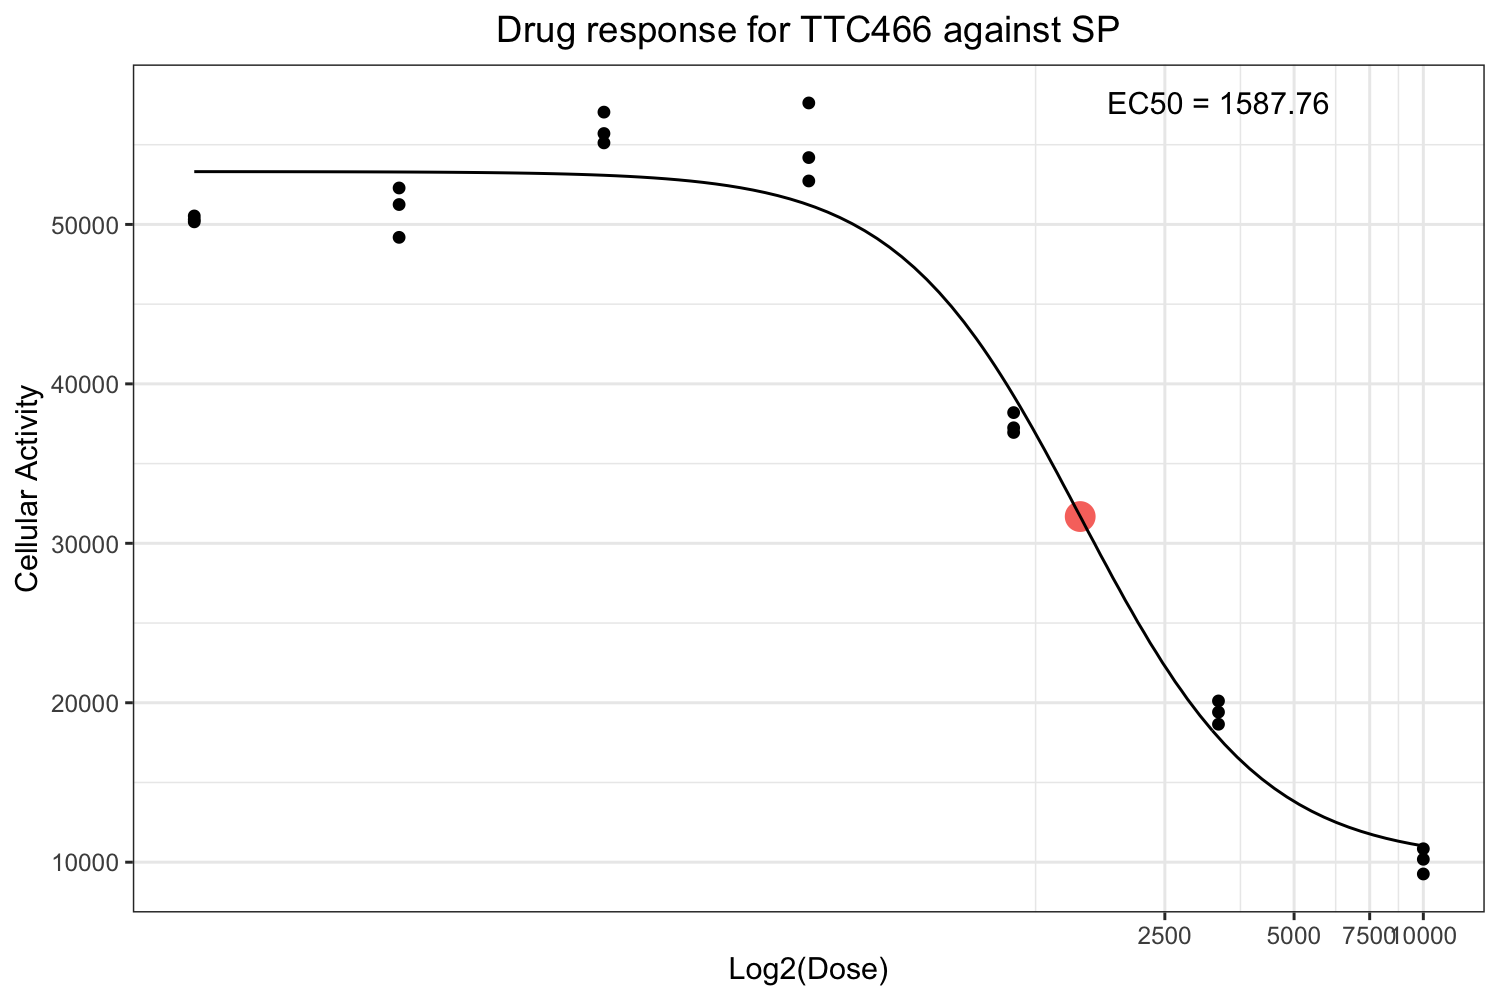 Drug response for TTC466 against SP
EC50 = 1587.76
50000
40000
30000
20000
10000
Cellular Activity
2500 5000 7500 10000
Log2(Dose)